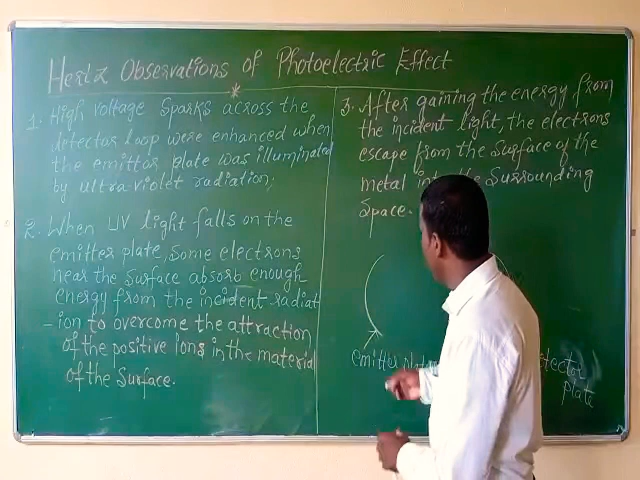 Hertz Observations of Photoelectric Effect
1. High voltage Sparks across the
detector loop were enhanced when
the emitter plate was illuminated
by ultra-violet radiation;
2. When UV light falls on the
emitter plate, Some electrons
near the Surface absorb enough
energy from the incident radiat
-ion to overcome the attraction
of the positive ions in the material
of the Surface.
3. After gaining the energy from
the incident light, the electrons
escape from the Surface of the
metal into the Surrounding
Space.
emitter
plate